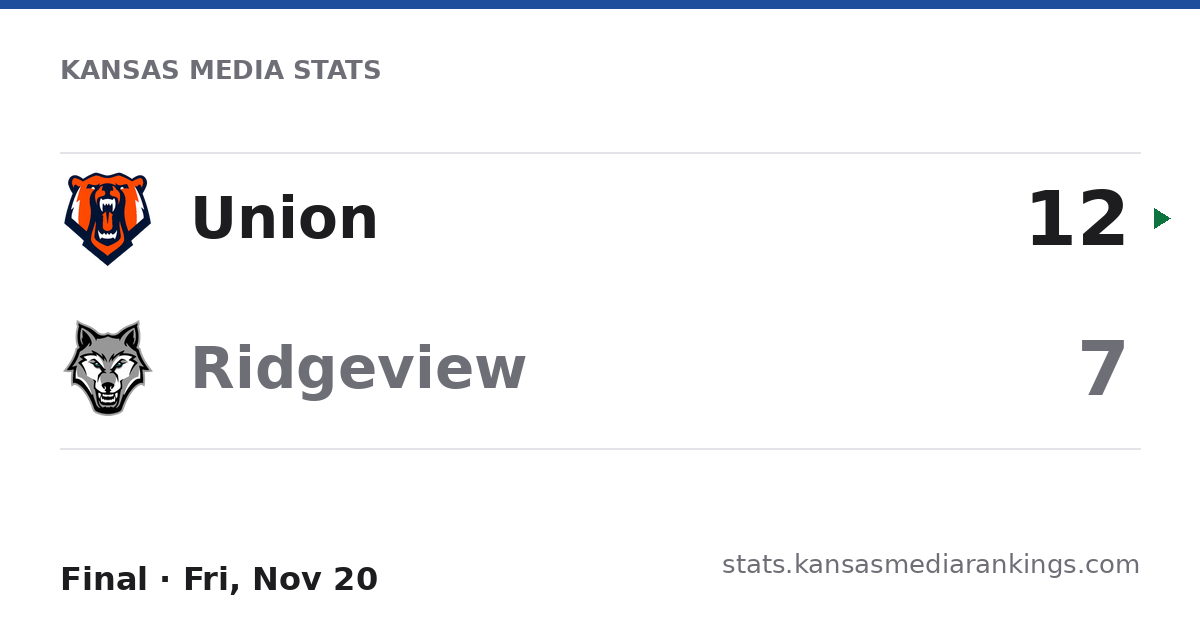 KANSAS MEDIA STATS
Union 12
Ridgeview 7
Final · Fri, Nov 20
stats.kansasmediarankings.com